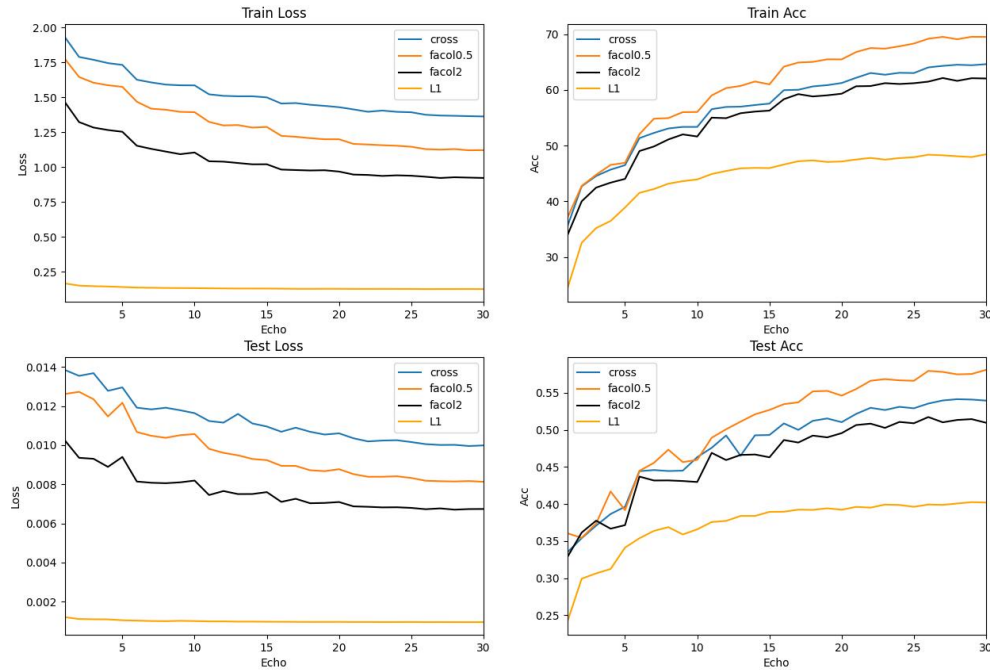 Train Loss
2.00
1.75
1.50
1.25
1.00
0.75
0.50
0.25
Loss
cross
facol0.5
facol2
L1
5 10 15 20 25 30
Echo
Train Acc
70
60
50
40
30
Acc
cross
facol0.5
facol2
L1
5 10 15 20 25 30
Echo
Test Loss
0.014
0.012
0.010
0.008
0.006
0.004
0.002
Loss
cross
facol0.5
facol2
L1
5 10 15 20 25 30
Echo
Test Acc
0.55
0.50
0.45
0.40
0.35
0.30
0.25
Acc
cross
facol0.5
facol2
L1
5 10 15 20 25 30
Echo